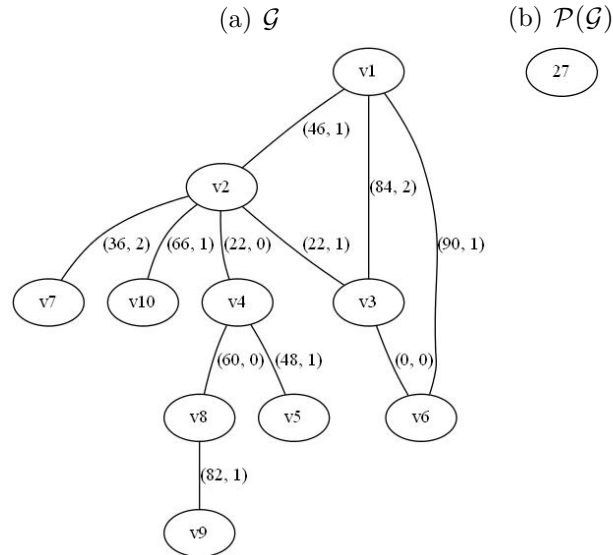 (a) 𝒢 (b) 𝒫(𝒢)
v1 27
(46, 1)
v2 (84, 2)
(36, 2) (66, 1) (22, 0) (22, 1) (90, 1)
v7 v10 v4 v3
(60, 0) (48, 1) (0, 0)
v8 v5 v6
(82, 1)
v9